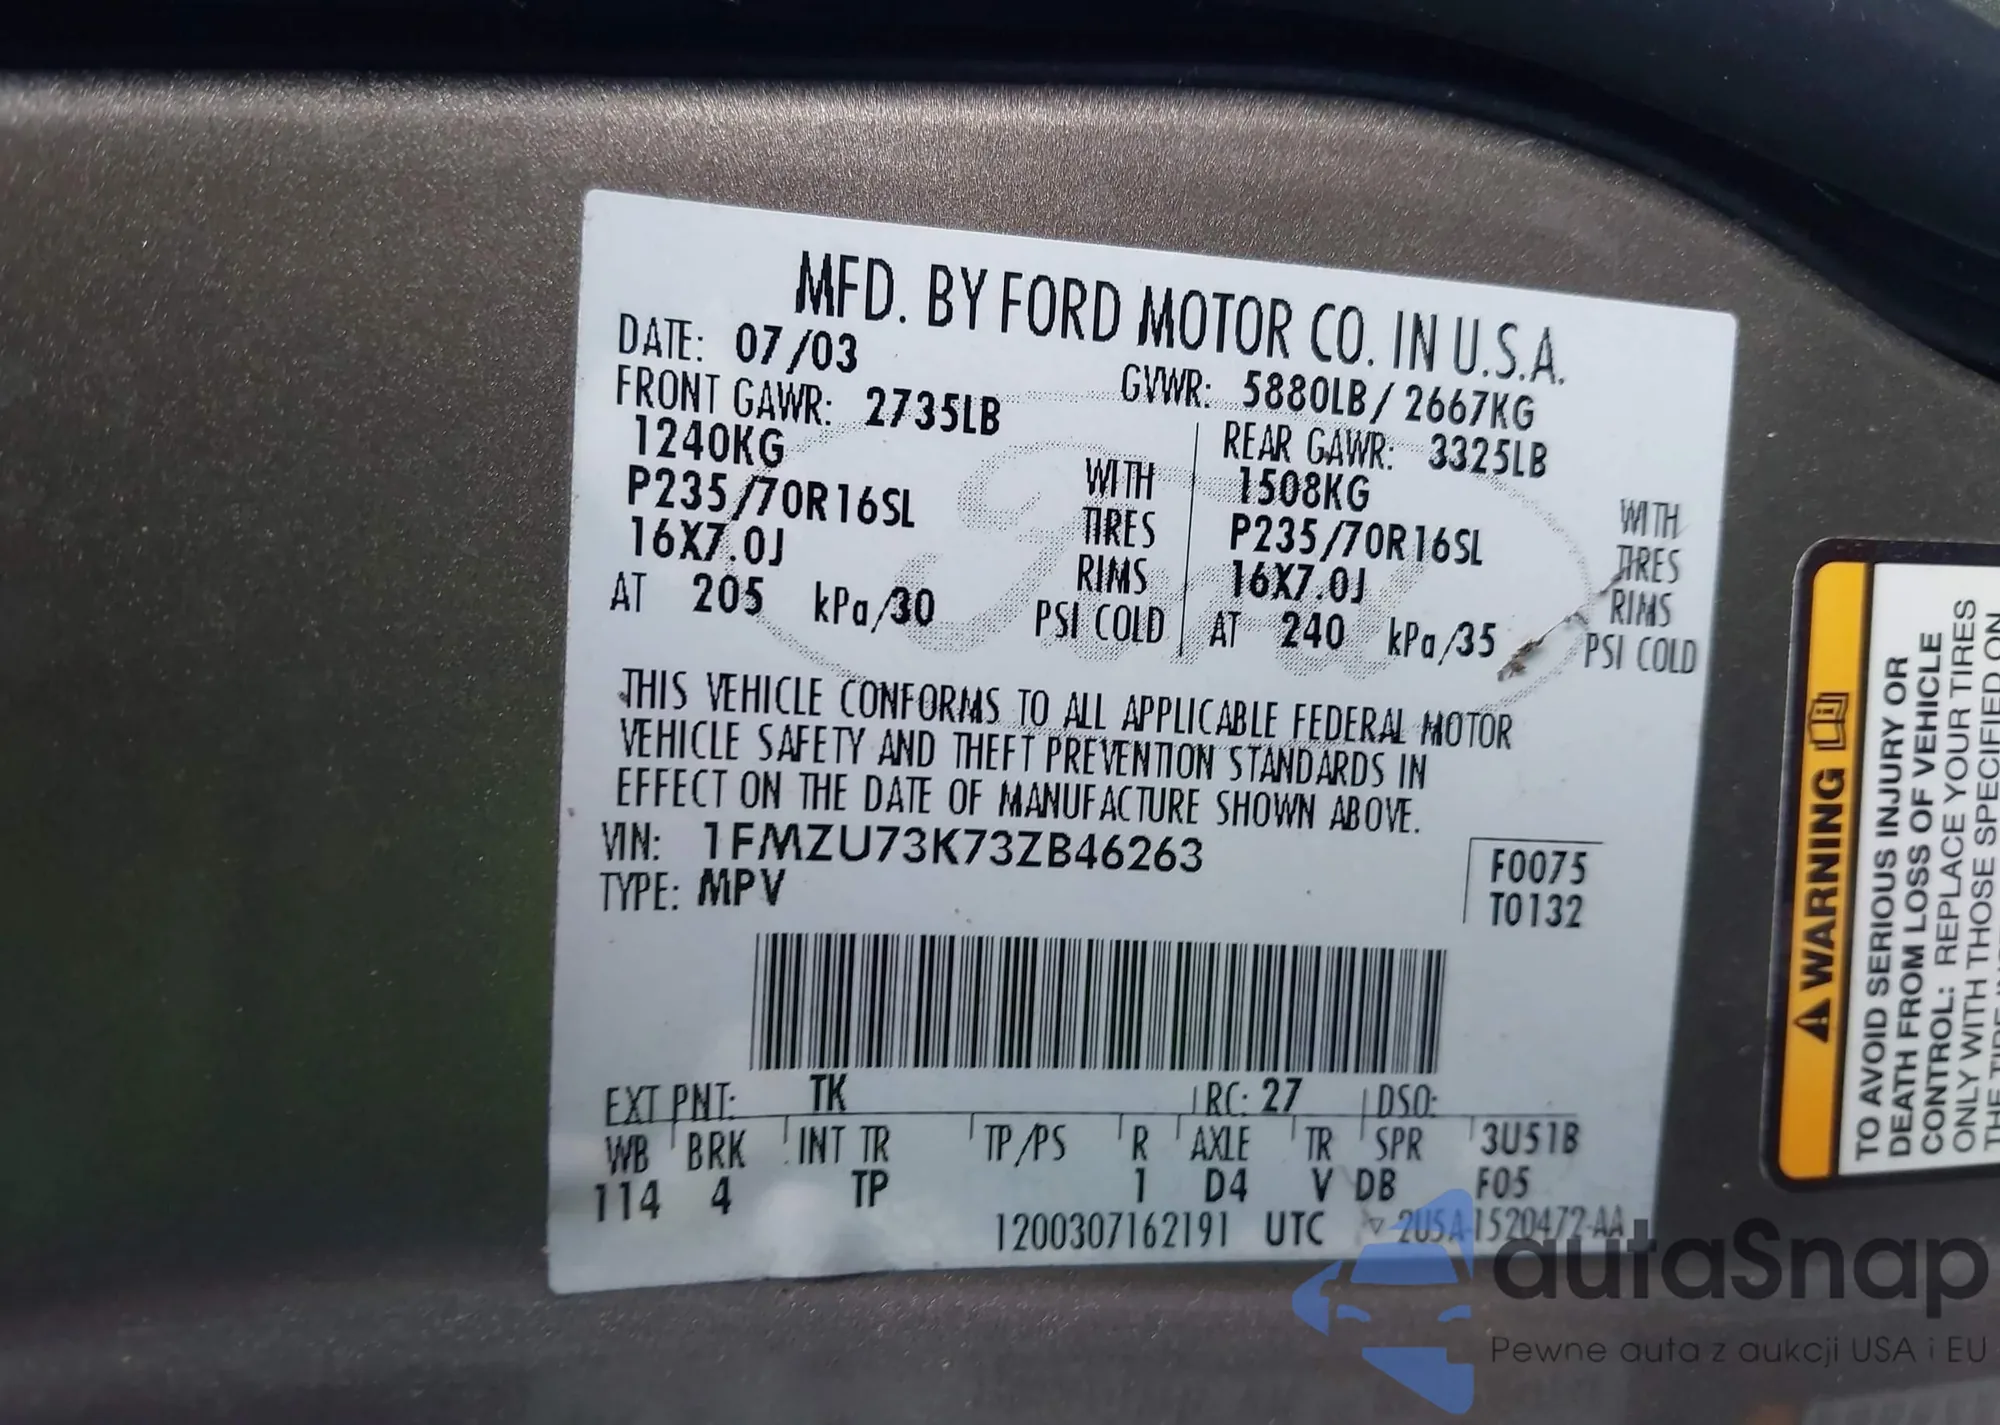 MFD. BY FORD MOTOR CO. IN U.S.A.
DATE: 07/03 GVWR: 5880LB / 2667KG
FRONT GAWR: 2735LB REAR GAWR: 3325LB
1240KG WITH 1508KG WITH
P235/70R16SL TIRES P235/70R16SL TIRES
16X7.0J RIMS 16X7.0J RIMS
AT 205 kPa/30 PSI COLD AT 240 kPa/35 PSI COLD
THIS VEHICLE CONFORMS TO ALL APPLICABLE FEDERAL MOTOR
VEHICLE SAFETY AND THEFT PREVENTION STANDARDS IN
EFFECT ON THE DATE OF MANUFACTURE SHOWN ABOVE.
VIN: 1FMZU73K73ZB46263 F0075
TYPE: MPV T0132
EXT PNT: TK RC: 27 DSO:
WB BRK INT TR TP/PS R AXLE TR SPR 3U51B
114 4 TP 1 D4 V DB F05
1200307162191 UTC ▽ 2U5A-1520472-AA
Ford
⚠ WARNING
TO AVOID SERIOUS INJURY OR
DEATH FROM LOSS OF VEHICLE
CONTROL: REPLACE YOUR TIRES
ONLY WITH THOSE SPECIFIED ON
autaSnap
Pewne auta z aukcji USA i EU